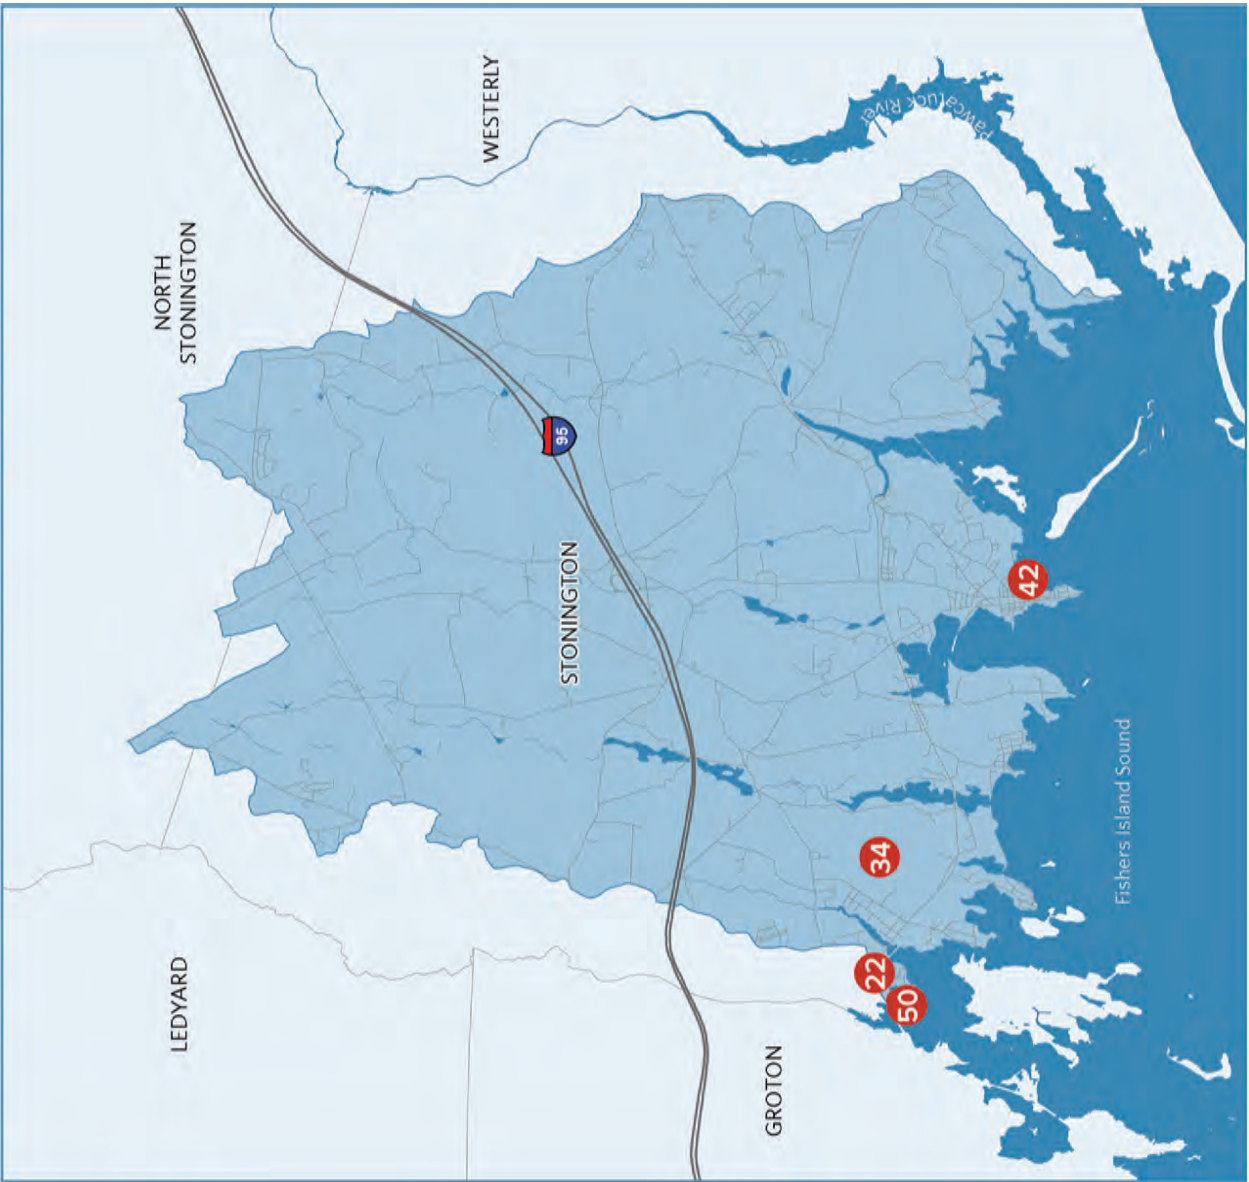 LEDYARD
NORTH
STONINGTON
WESTERLY
95
STONINGTON
GROTON
Pawcatuck River
22
50
34
42
Fishers Island Sound